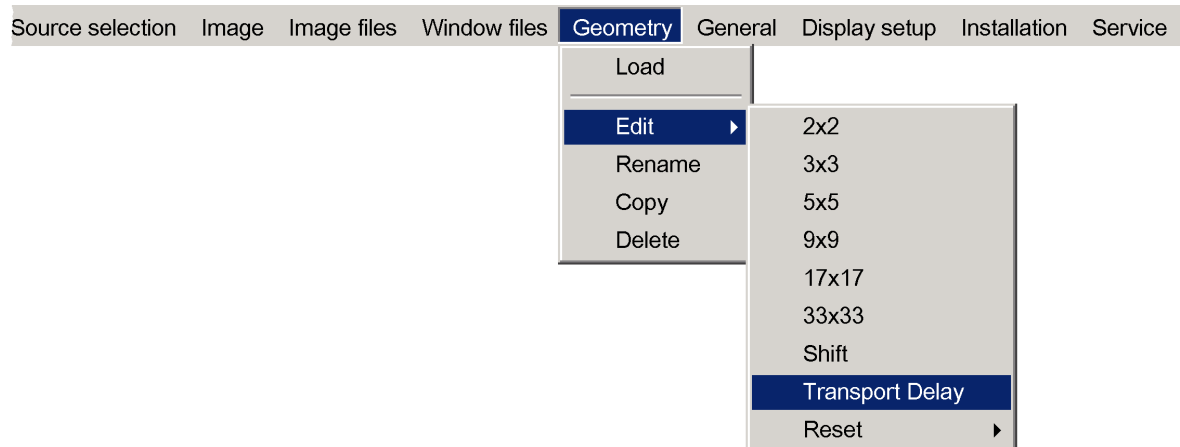 Source selection Image Image files Window files Geometry General Display setup Installation Service
Load
Edit
Rename
Copy
Delete
2x2
3x3
5x5
9x9
17x17
33x33
Shift
Transport Delay
Reset